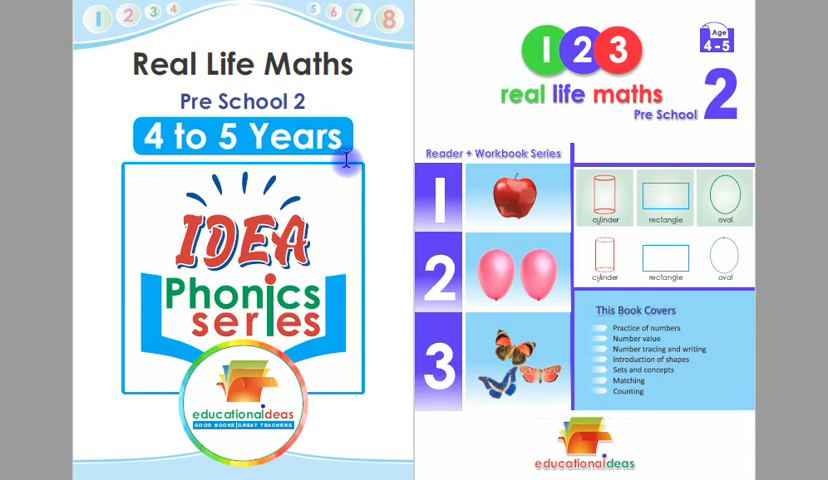 1 2 3 4
5 6 7 8
Real Life Maths
Pre School 2
4 to 5 Years
IDEA
Phonics
series
educationalideas
GOOD BOOKS|GREAT TEACHERS
Age
4 - 5
1 2 3
real life maths
Pre School 2
Reader + Workbook Series
1
2
3
cylinder rectangle oval
cylinder rectangle oval
This Book Covers
Practice of numbers
Number value
Number tracing and writing
Introduction of shapes
Sets and concepts
Matching
Counting
educationalideas